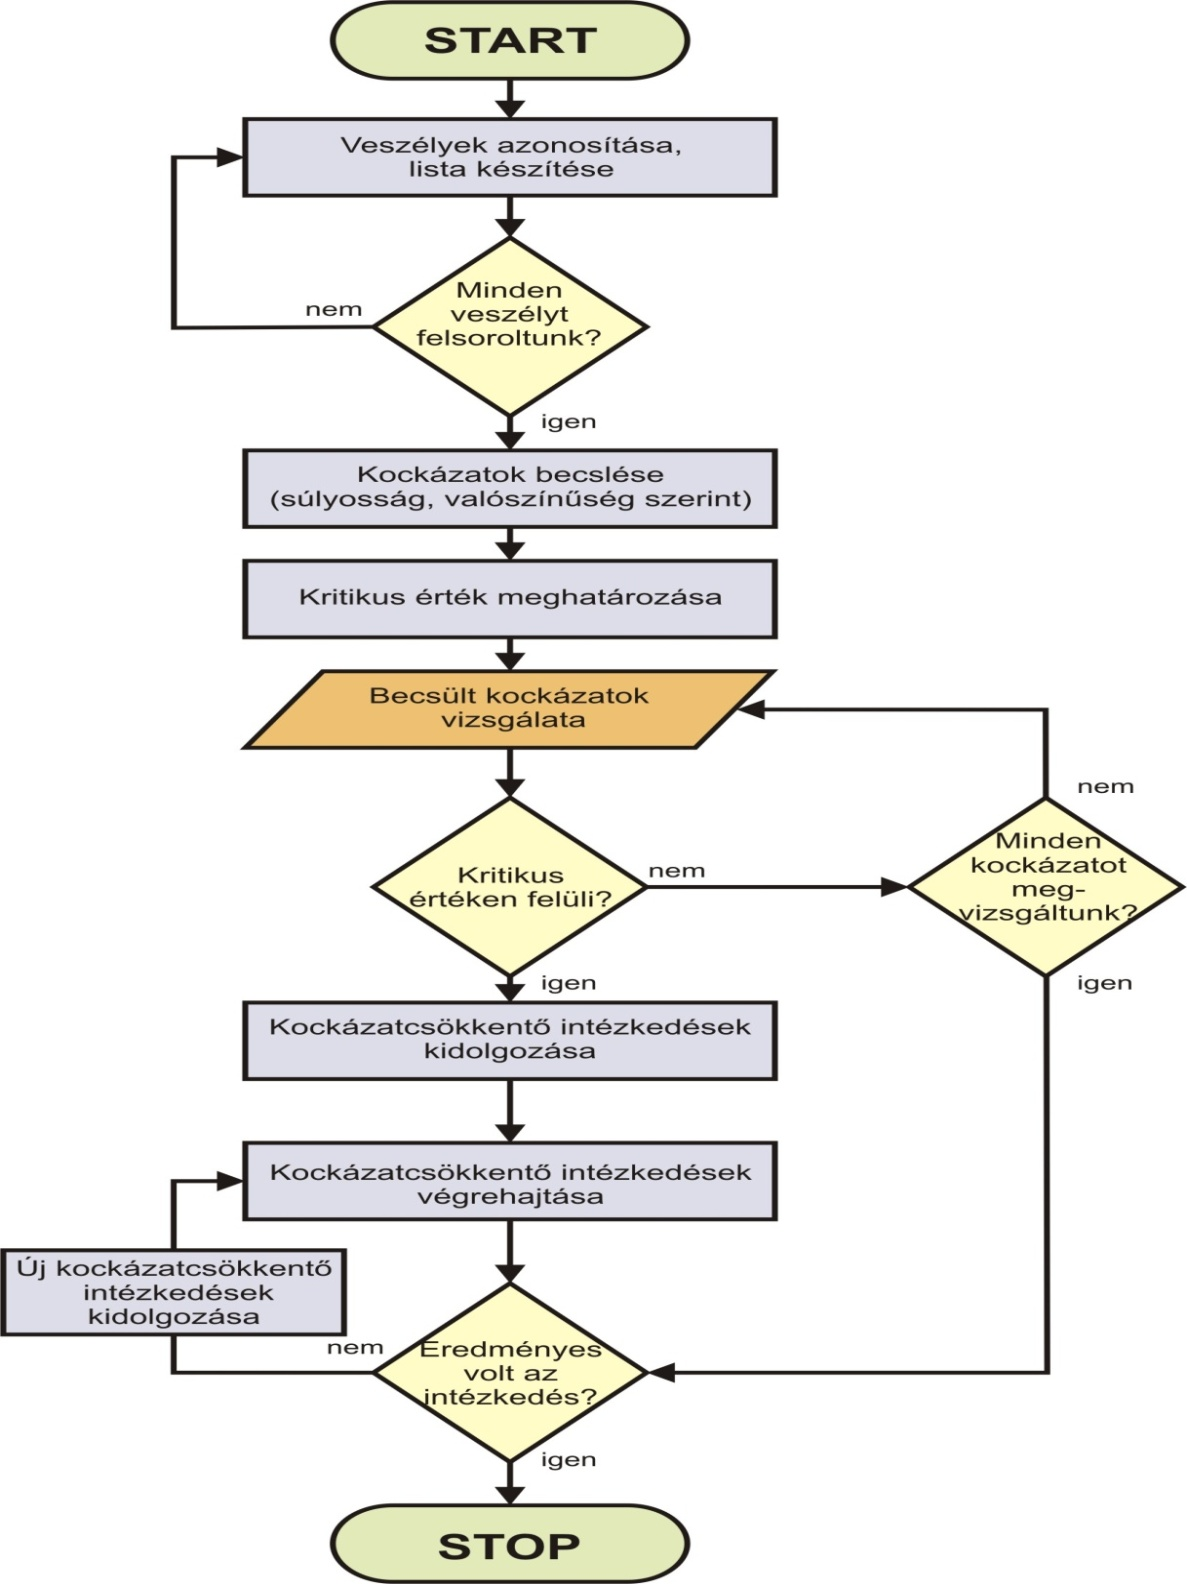 START
Veszélyek azonosítása,
lista készítése
Minden
veszélyt
felsoroltunk?
nem
igen
Kockázatok becslése
(súlyosság, valószínűség szerint)
Kritikus érték meghatározása
Becsült kockázatok
vizsgálata
Kritikus
értéken felüli?
nem
nem
Minden
kockázatot
meg-
vizsgáltunk?
igen
igen
Kockázatcsökkentő intézkedések
kidolgozása
Kockázatcsökkentő intézkedések
végrehajtása
Új kockázatcsökkentő
intézkedések
kidolgozása
nem
Eredményes
volt az
intézkedés?
igen
STOP